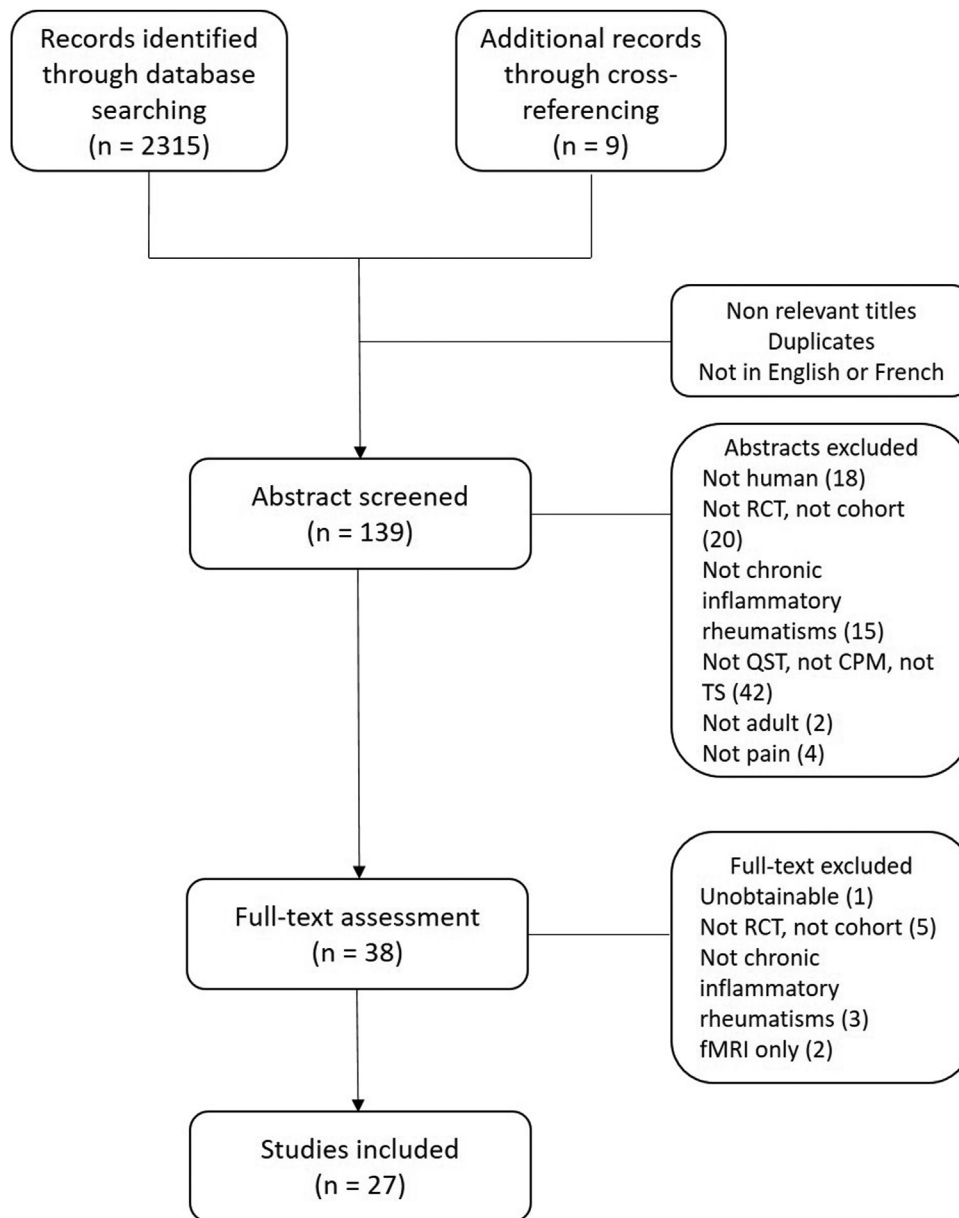 Records identified
through database
searching
(n = 2315)
Additional records
through cross-
referencing
(n = 9)
Non relevant titles
Duplicates
Not in English or French
Abstract screened
(n = 139)
Abstracts excluded
Not human (18)
Not RCT, not cohort
(20)
Not chronic
inflammatory
rheumatisms (15)
Not QST, not CPM, not
TS (42)
Not adult (2)
Not pain (4)
Full-text assessment
(n = 38)
Full-text excluded
Unobtainable (1)
Not RCT, not cohort (5)
Not chronic
inflammatory
rheumatisms (3)
fMRI only (2)
Studies included
(n = 27)